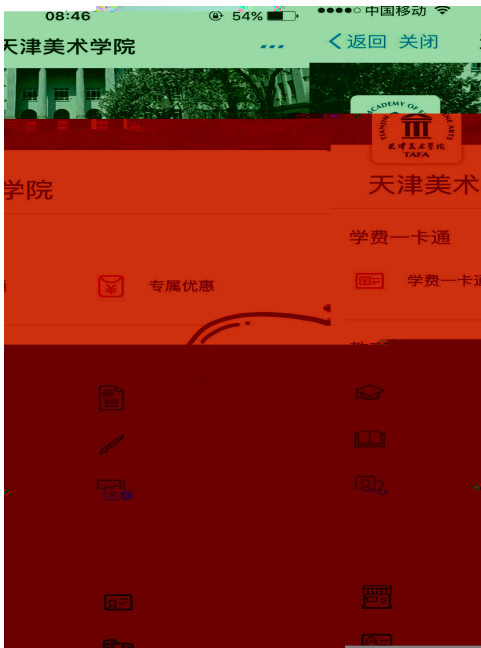 08:46
54%
中国移动
天津美术学院
返回 关闭
ACADEMY OF
天津美术学院
TAFA
学院
天津美术
学费一卡通
专属优惠
学费一卡通